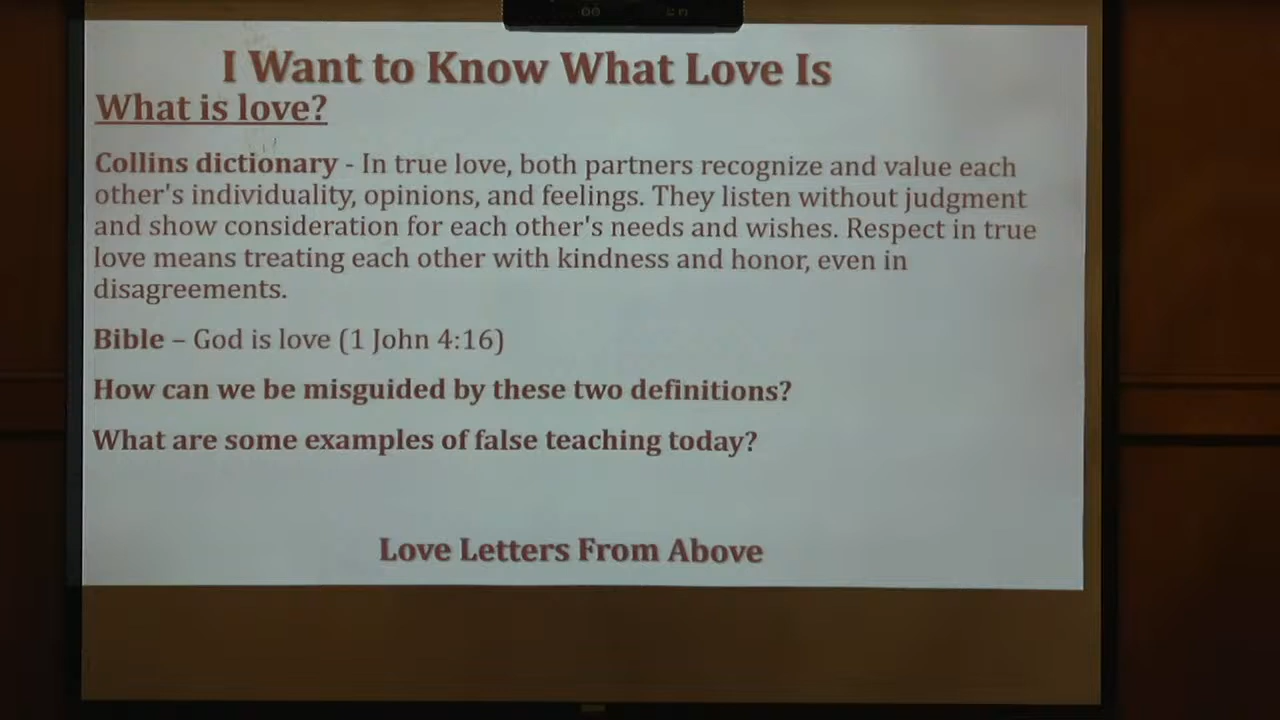 I Want to Know What Love Is
What is love?
Collins dictionary - In true love, both partners recognize and value each
other's individuality, opinions, and feelings. They listen without judgment
and show consideration for each other's needs and wishes. Respect in true
love means treating each other with kindness and honor, even in
disagreements.
Bible – God is love (1 John 4:16)
How can we be misguided by these two definitions?
What are some examples of false teaching today?
Love Letters From Above